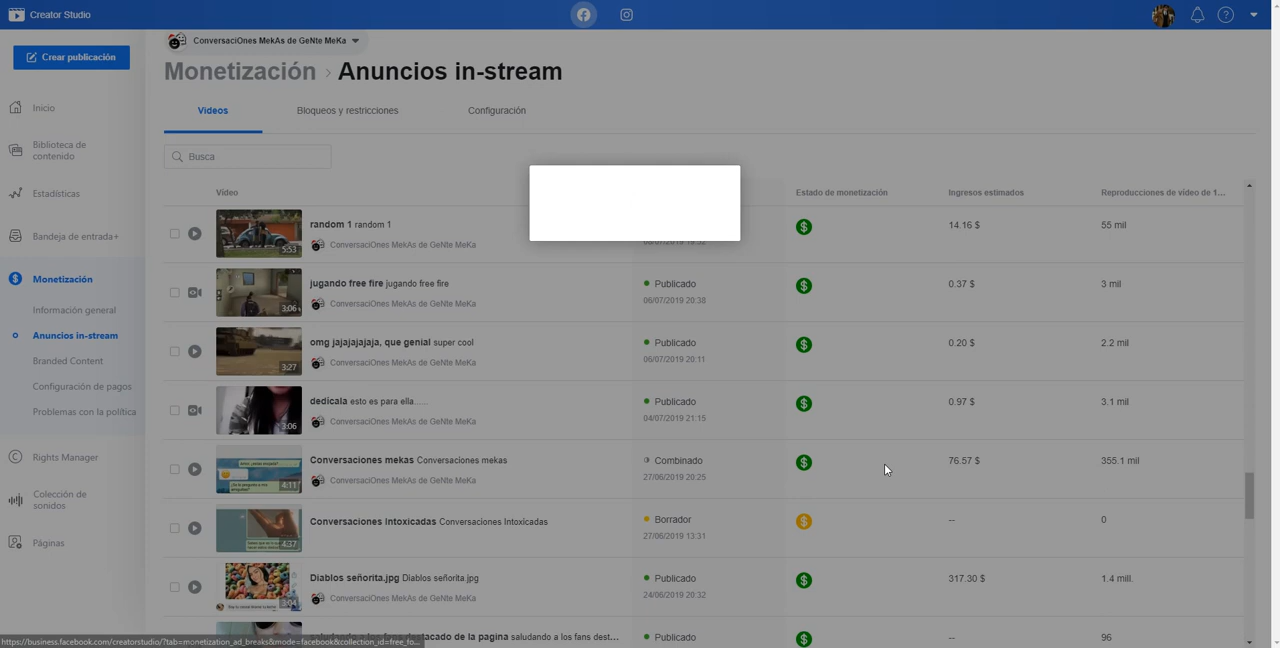 Creator Studio
Crear publicación
Inicio
Biblioteca de
contenido
Estadísticas
Bandeja de entrada+
Monetización
Información general
Anuncios in-stream
Branded Content
Configuración de pagos
Problemas con la política
Rights Manager
Colección de
sonidos
Páginas
ConversaciOnes MekAs de GeNte MeKa
Monetización › Anuncios in-stream
Videos Bloqueos y restricciones Configuración
Busca
Vídeo Estado de monetización Ingresos estimados Reproducciones de vídeo de 1...
random 1 random 1 14.16 $ 55 mil
5:53 ConversaciOnes MekAs de GeNte MeKa
jugando free fire jugando free fire Publicado 0.37 $ 3 mil
3:06 ConversaciOnes MekAs de GeNte MeKa 06/07/2019 20:38
omg jajajajajaja, que genial super cool Publicado 0.20 $ 2.2 mil
3:27 ConversaciOnes MekAs de GeNte MeKa 06/07/2019 20:11
dedicala esto es para ella...... Publicado 0.97 $ 3.1 mil
3:06 ConversaciOnes MekAs de GeNte MeKa 04/07/2019 21:15
Conversaciones mekas Conversaciones mekas Combinado 76.57 $ 355.1 mil
4:11 ConversaciOnes MekAs de GeNte MeKa 27/06/2019 20:25
Conversaciones Intoxicadas Conversaciones Intoxicadas Borrador -- 0
27/06/2019 13:31
Diablos señorita.jpg Diablos señorita.jpg Publicado 317.30 $ 1.4 mill.
ConversaciOnes MekAs de GeNte MeKa 24/06/2019 20:32
saludando a los fans dest... Publicado -- 96
https://business.facebook.com/creatorstudio/?tab=monetization_ad_breaks&mode=facebook&collection_id=free_fo...